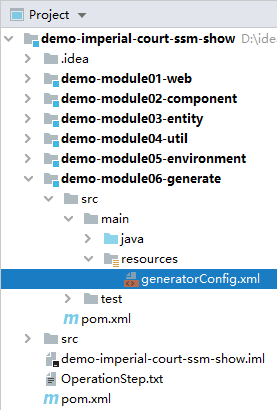 Project
demo-imperial-court-ssm-show D:\idea
.idea
demo-module01-web
demo-module02-component
demo-module03-entity
demo-module04-util
demo-module05-environment
demo-module06-generate
src
main
java
resources
generatorConfig.xml
test
pom.xml
src
demo-imperial-court-ssm-show.iml
OperationStep.txt
pom.xml